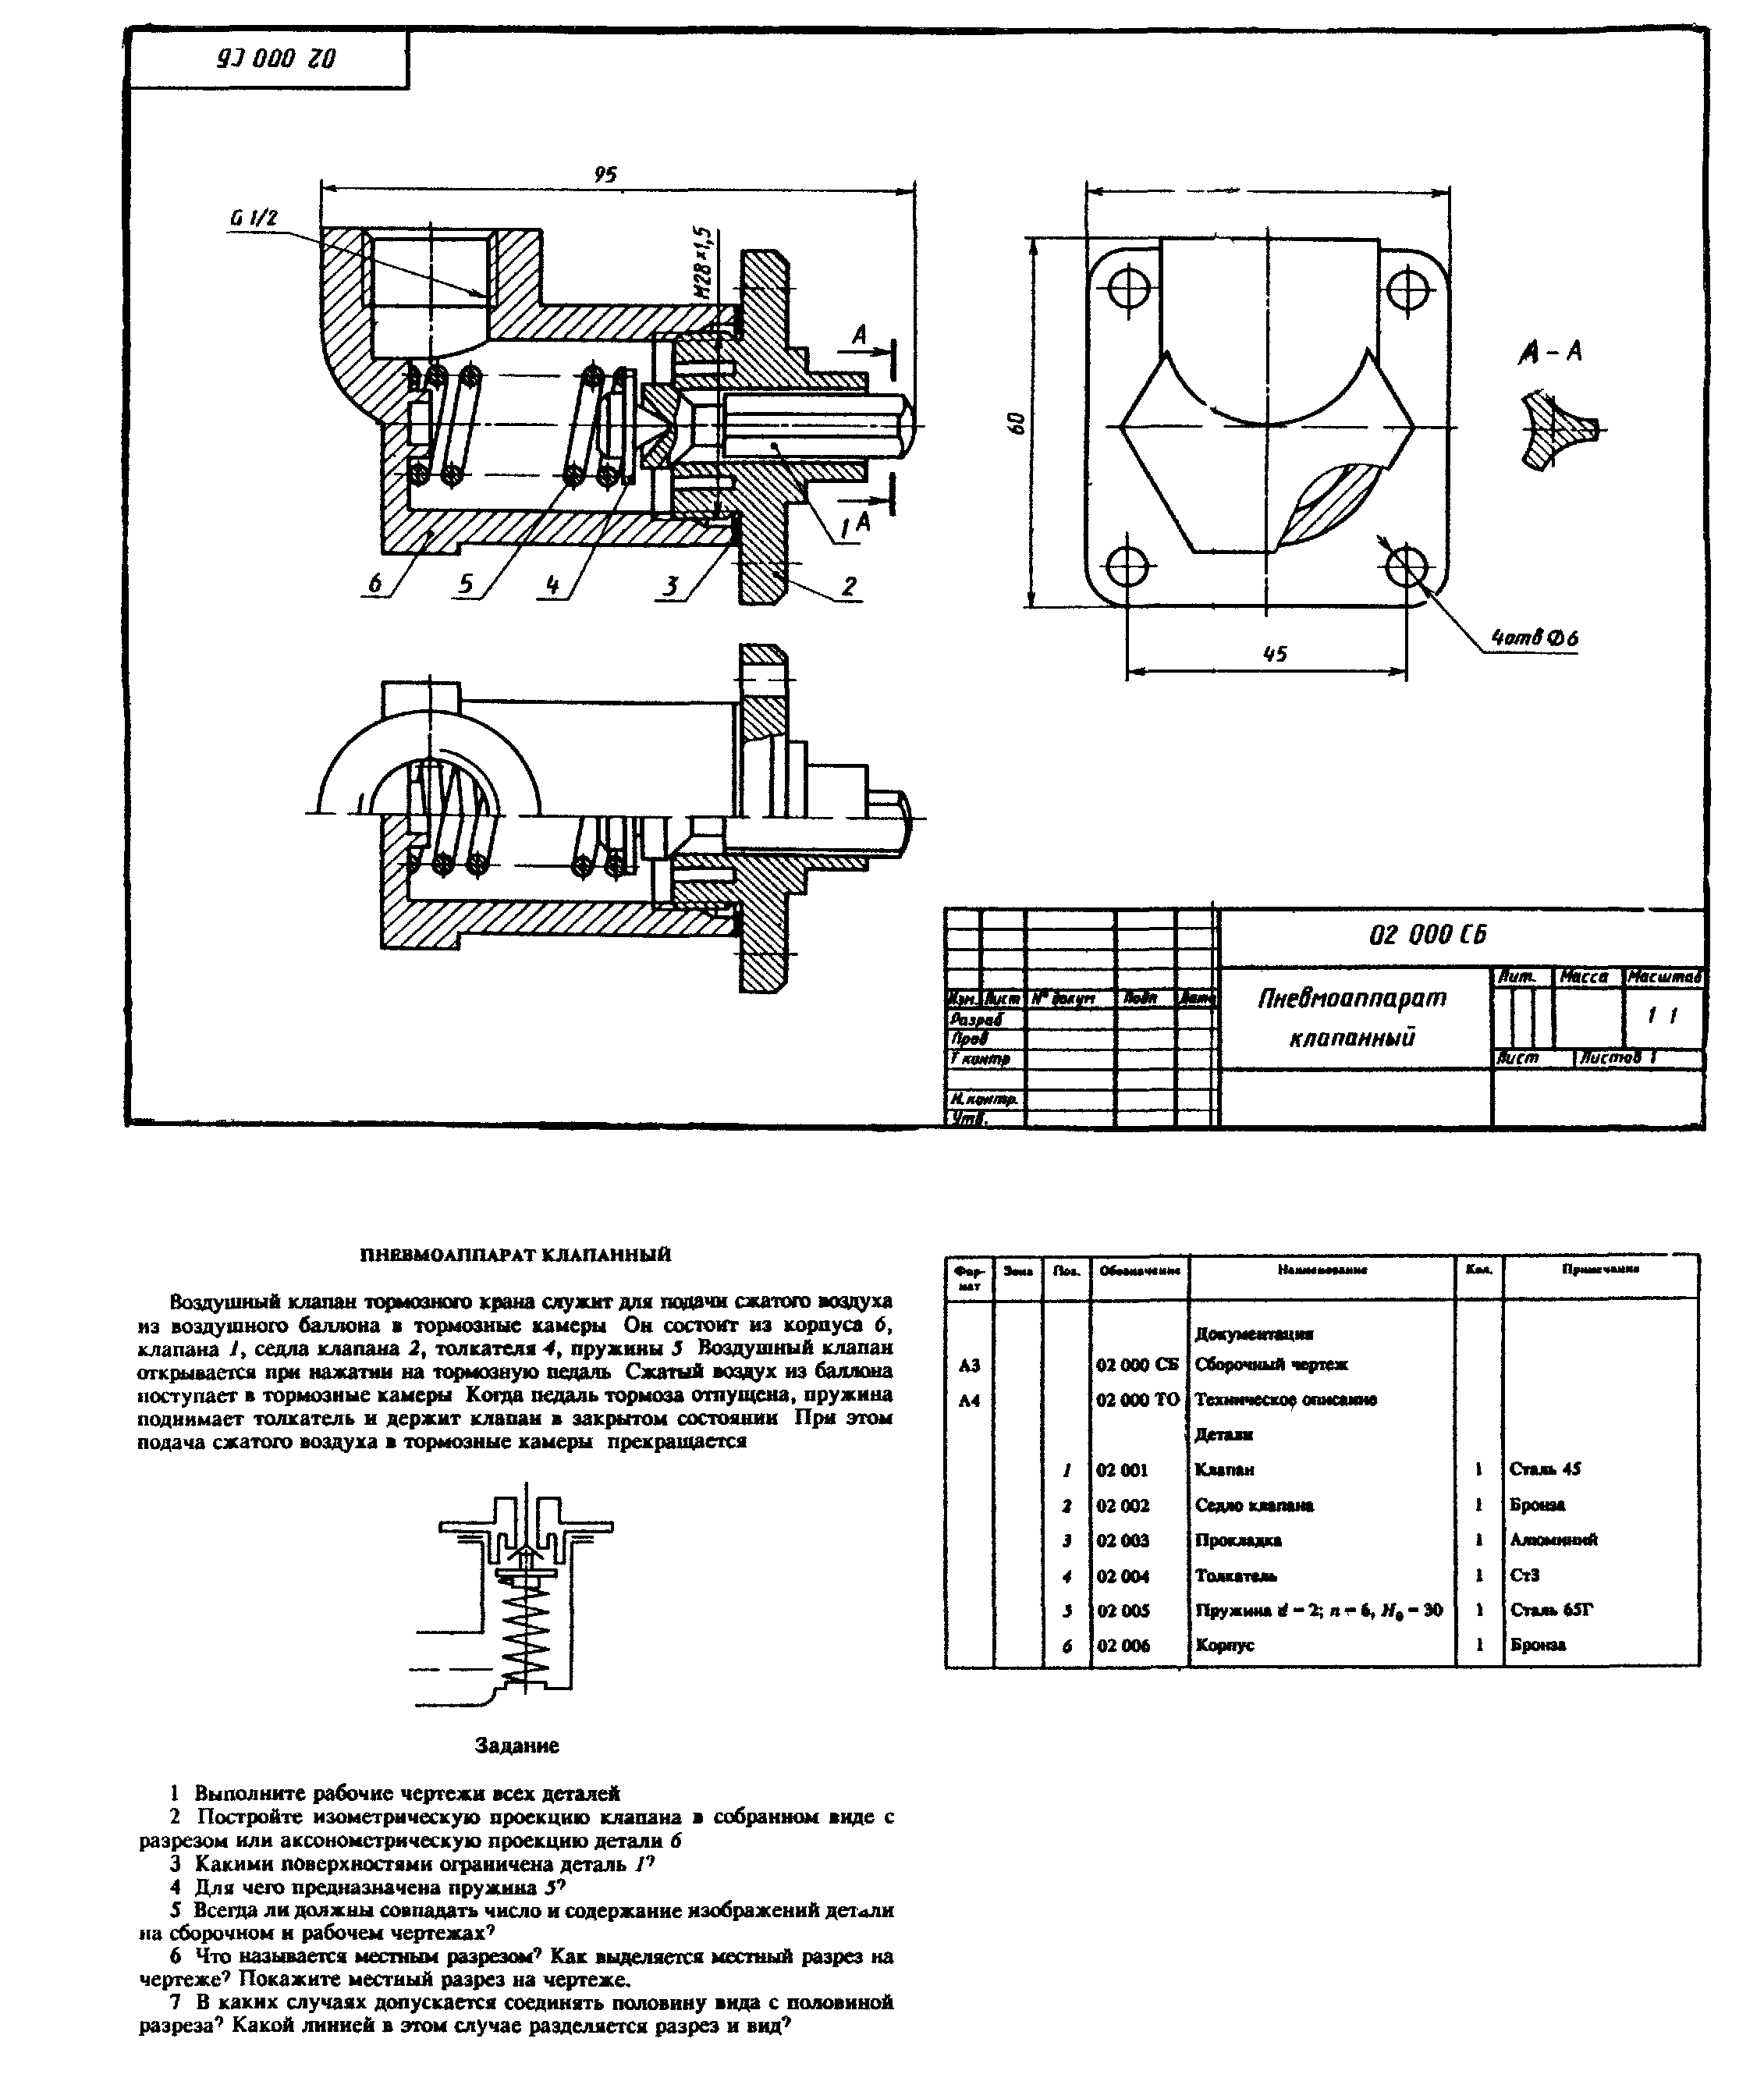 02 000 СБ
95
G 1/2
М28×1,5
А
А
1
2
3
4
5
6
60
45
4отв Ф6
А-А
02 000 СБ
Пневмоаппарат
клапанный
Лит.
Масса
Масштаб
1 1
Лист
Листов 1
Изм.
Лист
N° докум
Подп
Дата
Разраб
Пров
Т контр
Н.контр.
Утв.
ПНЕВМОАППАРАТ КЛАПАННЫЙ
Воздушный клапан тормозного крана служит для подачи сжатого воздуха
из воздушного баллона в тормозные камеры Он состоит из корпуса 6,
клапана 1, седла клапана 2, толкателя 4, пружины 5 Воздушный клапан
открывается при нажатии на тормозную педаль Сжатый воздух из баллона
поступает в тормозные камеры Когда педаль тормоза отпущена, пружина
поднимает толкатель и держит клапан в закрытом состоянии При этом
подача сжатого воздуха в тормозные камеры прекращается
Задание
1 Выполните рабочие чертежи всех деталей
2 Постройте изометрическую проекцию клапана в собранном виде с
разрезом или аксонометрическую проекцию детали 6
3 Какими поверхностями ограничена деталь 1?
4 Для чего предназначена пружина 5?
5 Всегда ли должны совпадать число и содержание изображений детали
на сборочном и рабочем чертежах?
6 Что называется местным разрезом? Как выделяется местный разрез на
чертеже? Покажите местный разрез на чертеже.
7 В каких случаях допускается соединять половину вида с половиной
разреза? Какой линией в этом случае разделяется разрез и вид?
Фор-
мат
Зона
Поз.
Обозначение
Наименование
Кол.
Примечание
Документация
А3 02 000 СБ Сборочный чертеж
А4 02 000 ТО Техническое описание
Детали
1 02 001 Клапан 1 Сталь 45
2 02 002 Седло клапана 1 Бронза
3 02 003 Прокладка 1 Алюминий
4 02 004 Толкатель 1 Ст3
5 02 005 Пружина d = 2; n = 6, H₀ = 30 1 Сталь 65Г
6 02 006 Корпус 1 Бронза